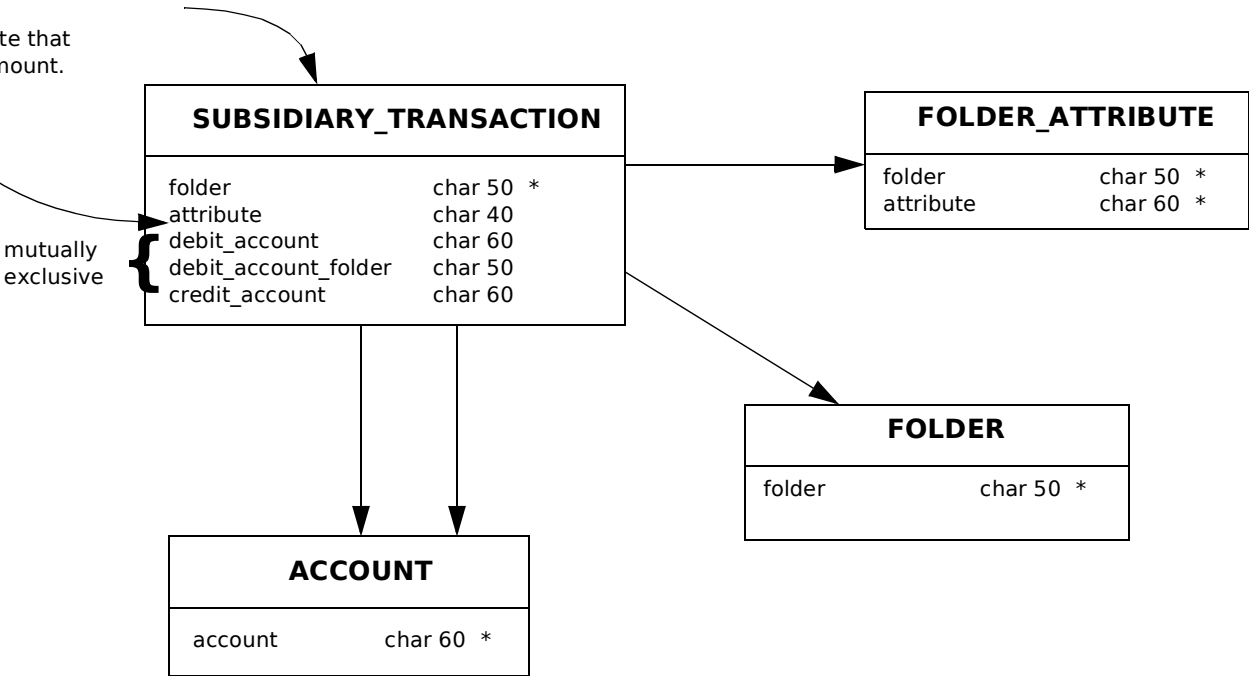 te that
nount.
SUBSIDIARY_TRANSACTION
folder char 50 *
attribute char 40
debit_account char 60
debit_account_folder char 50
credit_account char 60
mutually
exclusive
{
FOLDER_ATTRIBUTE
folder char 50 *
attribute char 60 *
FOLDER
folder char 50 *
ACCOUNT
account char 60 *